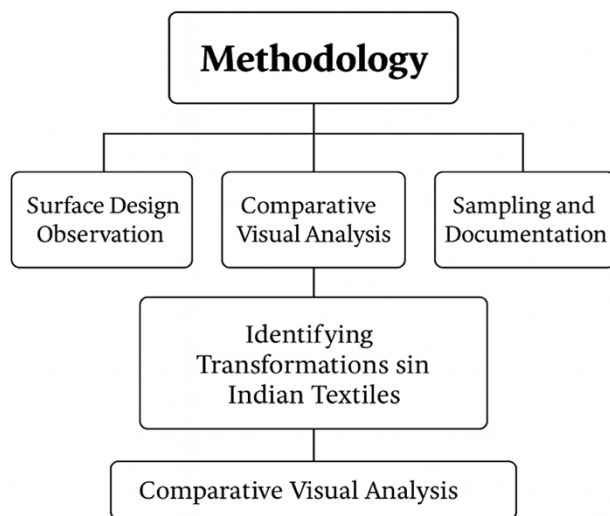 Methodology
Surface Design
Observation
Comparative
Visual Analysis
Sampling and
Documentation
Identifying
Transformations sin
Indian Textiles
Comparative Visual Analysis